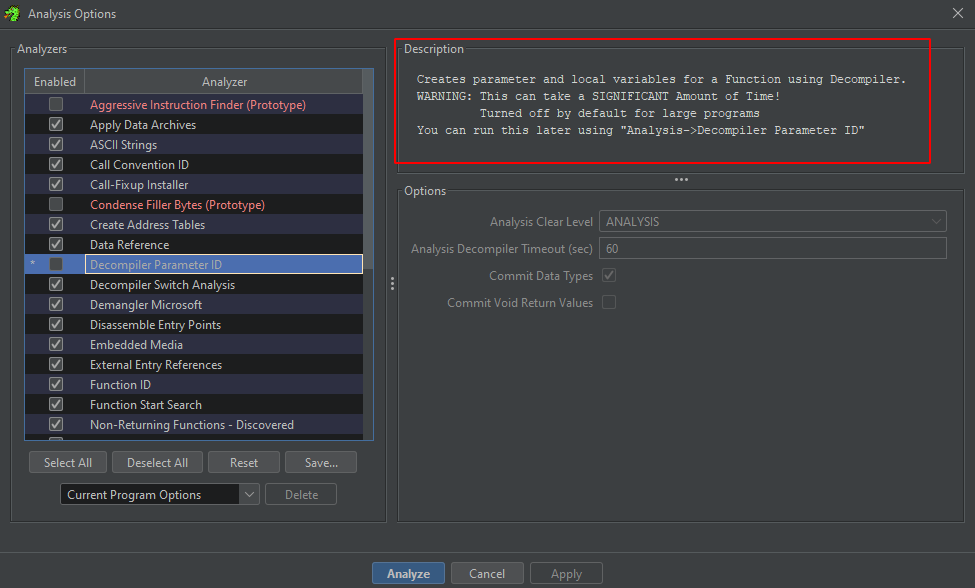 Analysis Options
Analyzers
Enabled Analyzer
Aggressive Instruction Finder (Prototype)
Apply Data Archives
ASCII Strings
Call Convention ID
Call-Fixup Installer
Condense Filler Bytes (Prototype)
Create Address Tables
Data Reference
* Decompiler Parameter ID
Decompiler Switch Analysis
Demangler Microsoft
Disassemble Entry Points
Embedded Media
External Entry References
Function ID
Function Start Search
Non-Returning Functions - Discovered
Select All Deselect All Reset Save...
Current Program Options Delete
Description
Creates parameter and local variables for a Function using Decompiler.
WARNING: This can take a SIGNIFICANT Amount of Time!
Turned off by default for large programs
You can run this later using "Analysis->Decompiler Parameter ID"
Options
Analysis Clear Level ANALYSIS
Analysis Decompiler Timeout (sec) 60
Commit Data Types
Commit Void Return Values
Analyze Cancel Apply